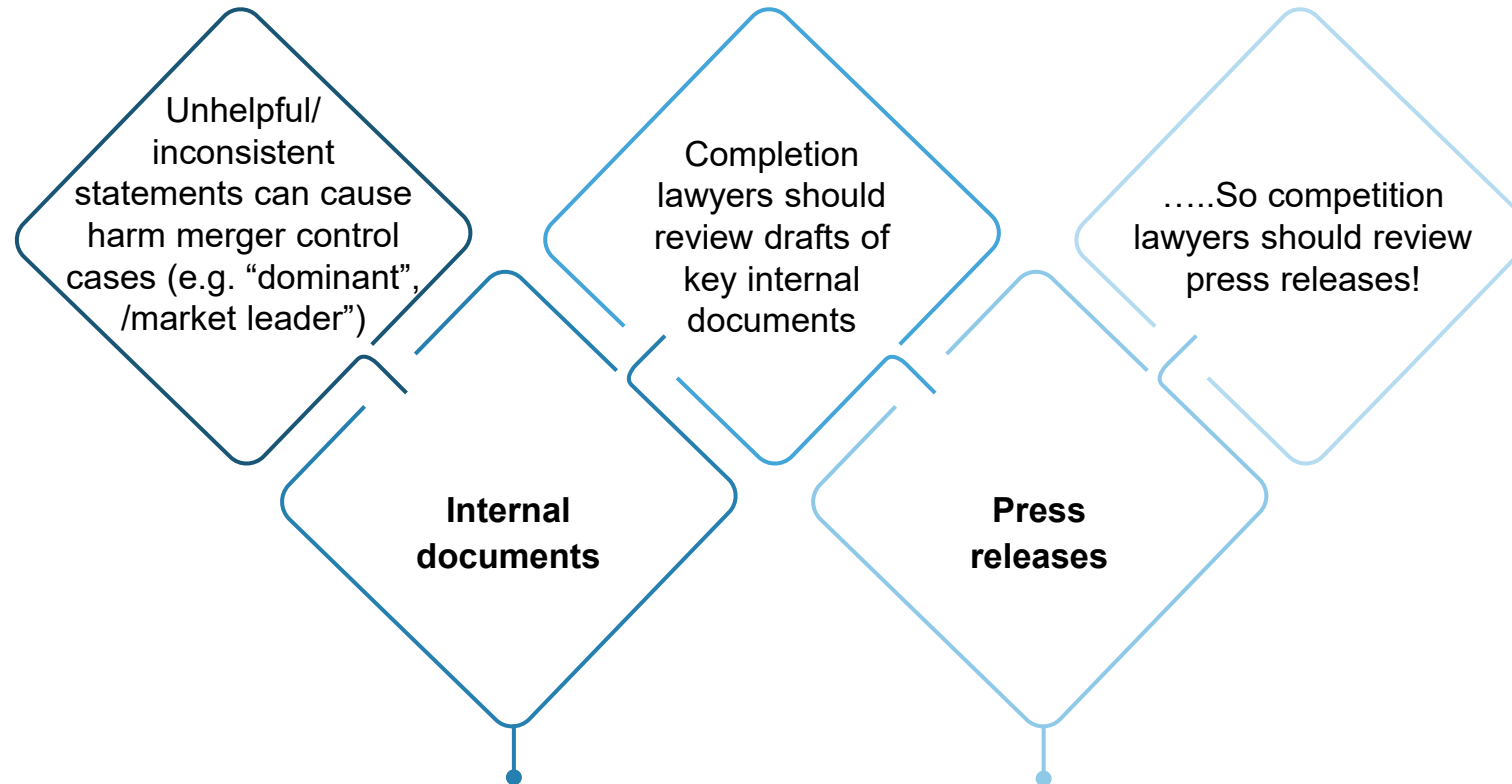 Unhelpful/
inconsistent
statements can cause
harm merger control
cases (e.g. “dominant”,
/market leader”)
Completion
lawyers should
review drafts of
key internal
documents
…..So competition
lawyers should review
press releases!
Internal
documents
Press
releases